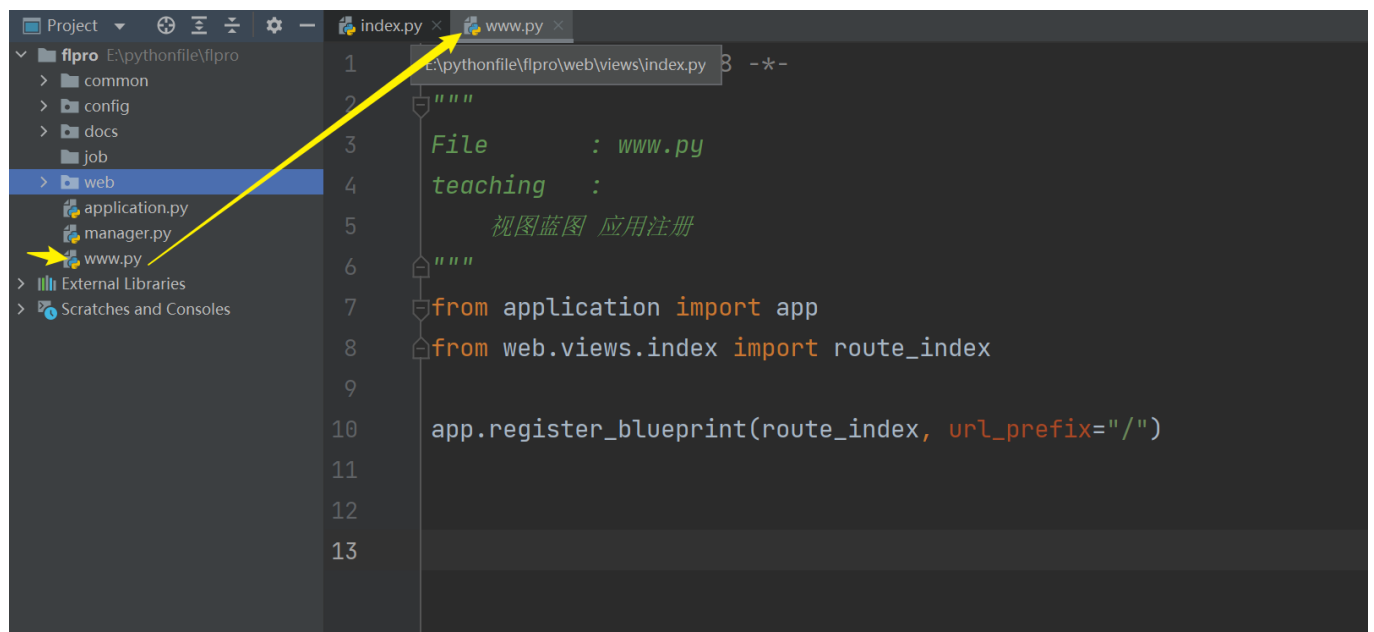 Project
index.py
www.py
flpro E:\pythonfile\flpro
common
config
docs
job
web
application.py
manager.py
www.py
External Libraries
Scratches and Consoles
E:\pythonfile\flpro\web\views\index.py
1 8 -*-
2 """
3 File : www.py
4 teaching :
5 视图蓝图 应用注册
6 """
7 from application import app
8 from web.views.index import route_index
9
10 app.register_blueprint(route_index, url_prefix="/")
11
12
13